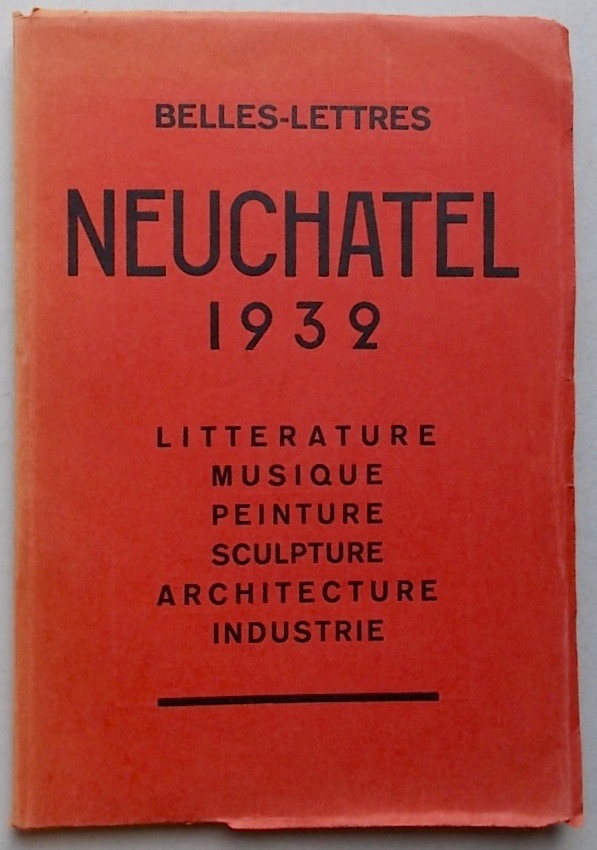 BELLES-LETTRES
NEUCHATEL
1932
LITTERATURE
MUSIQUE
PEINTURE
SCULPTURE
ARCHITECTURE
INDUSTRIE